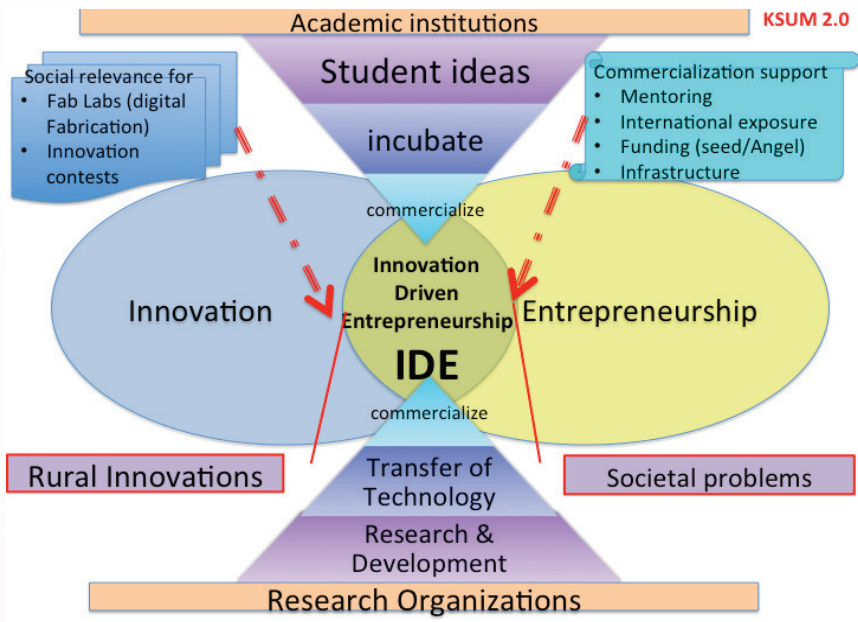 Academic institutions
KSUM 2.0
Social relevance for
• Fab Labs (digital
Fabrication)
• Innovation
contests
Student ideas
incubate
commercialize
Commercialization support
• Mentoring
• International exposure
• Funding (seed/Angel)
• Infrastructure
Innovation
Innovation
Driven
Entrepreneurship
IDE
Entrepreneurship
commercialize
Rural Innovations
Transfer of
Technology
Societal problems
Research &
Development
Research Organizations